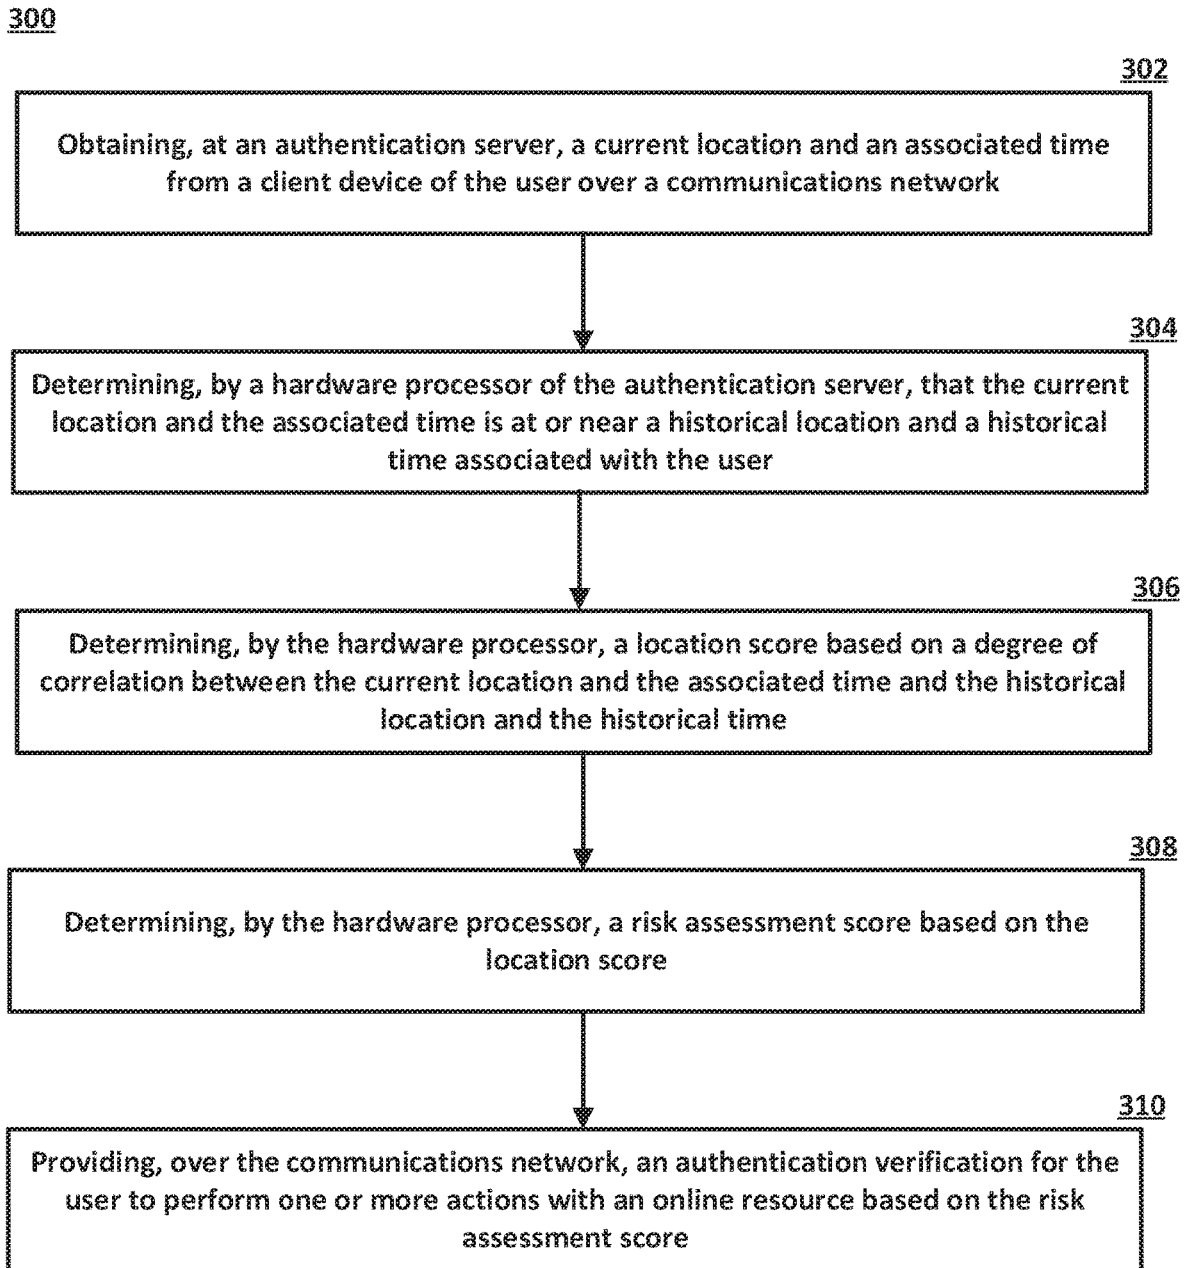 300
302
Obtaining, at an authentication server, a current location and an associated time
from a client device of the user over a communications network
304
Determining, by a hardware processor of the authentication server, that the current
location and the associated time is at or near a historical location and a historical
time associated with the user
306
Determining, by the hardware processor, a location score based on a degree of
correlation between the current location and the associated time and the historical
location and the historical time
308
Determining, by the hardware processor, a risk assessment score based on the
location score
310
Providing, over the communications network, an authentication verification for the
user to perform one or more actions with an online resource based on the risk
assessment score